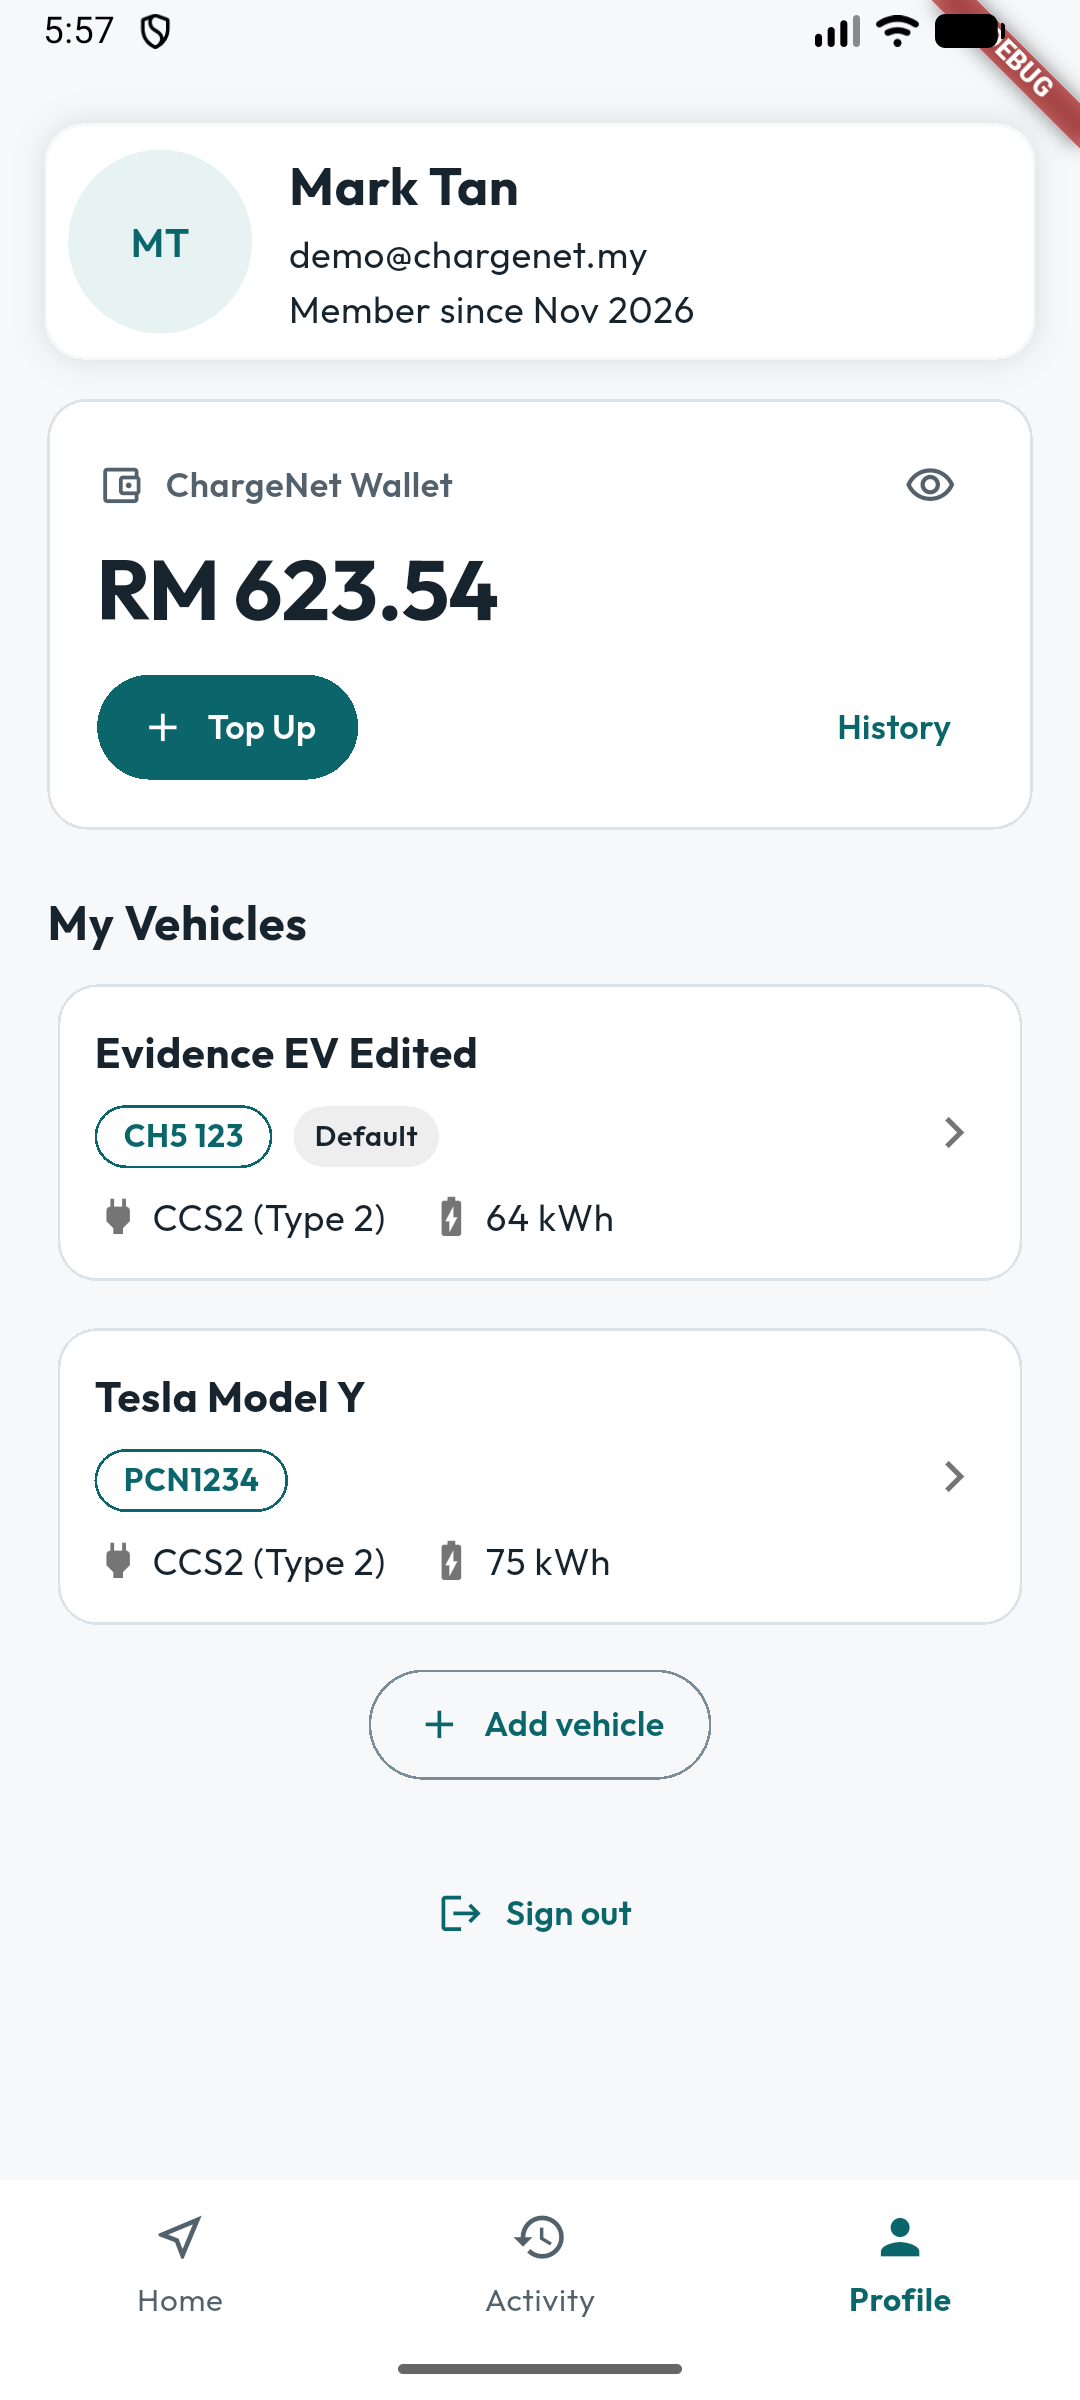 5:57
EBUG
MT
Mark Tan
demo@chargenet.my
Member since Nov 2026
ChargeNet Wallet
RM 623.54
Top Up
History
My Vehicles
Evidence EV Edited
CH5 123
Default
CCS2 (Type 2)
64 kWh
Tesla Model Y
PCN1234
CCS2 (Type 2)
75 kWh
Add vehicle
Sign out
Home
Activity
Profile